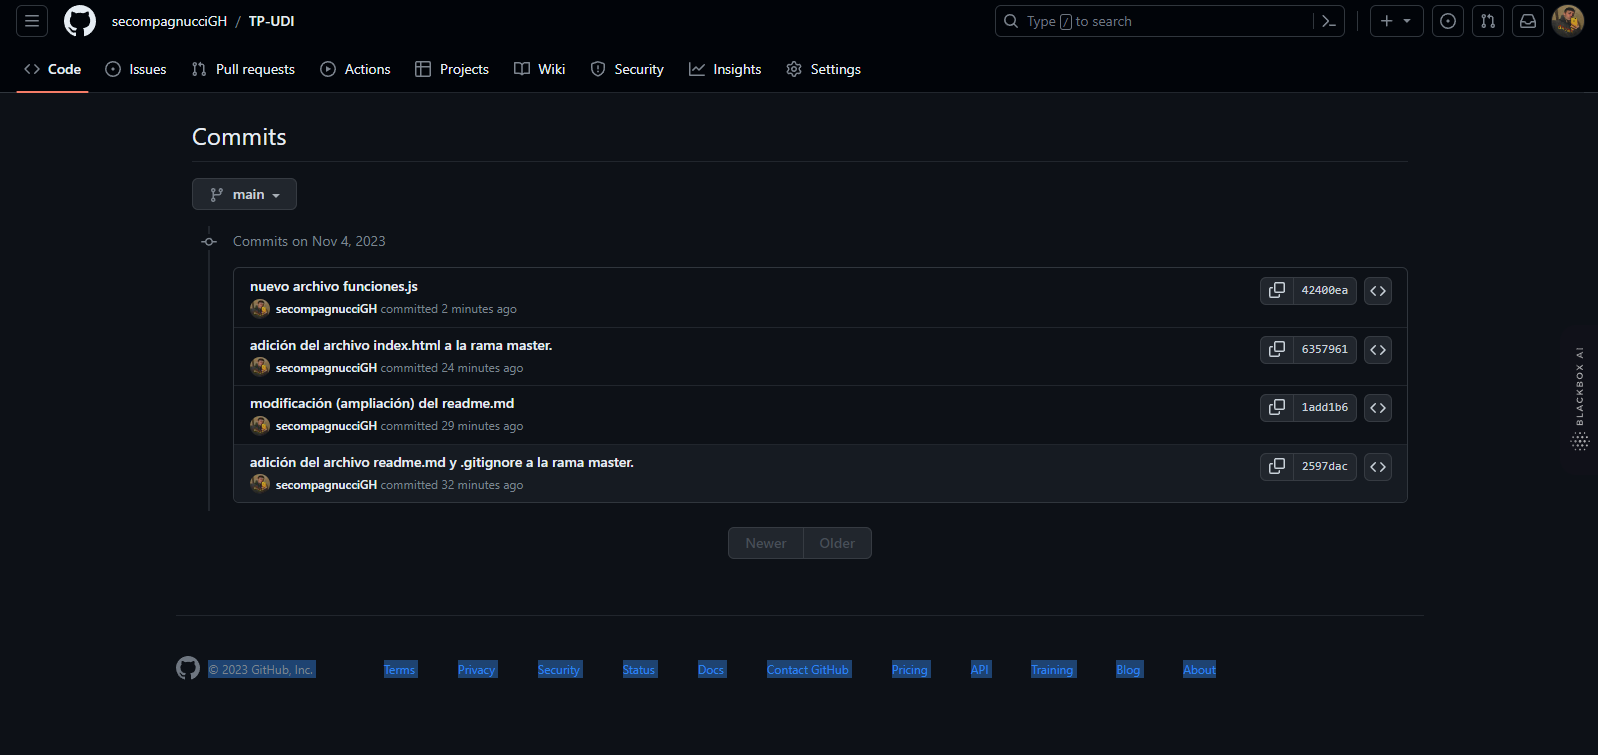 secompagnucciGH / TP-UDI
Type / to search
Code Issues Pull requests Actions Projects Wiki Security Insights Settings
Commits
main
Commits on Nov 4, 2023
nuevo archivo funciones.js
42400ea
secompagnucciGH committed 2 minutes ago
adición del archivo index.html a la rama master.
6357961
secompagnucciGH committed 24 minutes ago
modificación (ampliación) del readme.md
1add1b6
secompagnucciGH committed 29 minutes ago
adición del archivo readme.md y .gitignore a la rama master.
2597dac
secompagnucciGH committed 32 minutes ago
Newer Older
BLACKBOX AI
© 2023 GitHub, Inc. Terms Privacy Security Status Docs Contact GitHub Pricing API Training Blog About